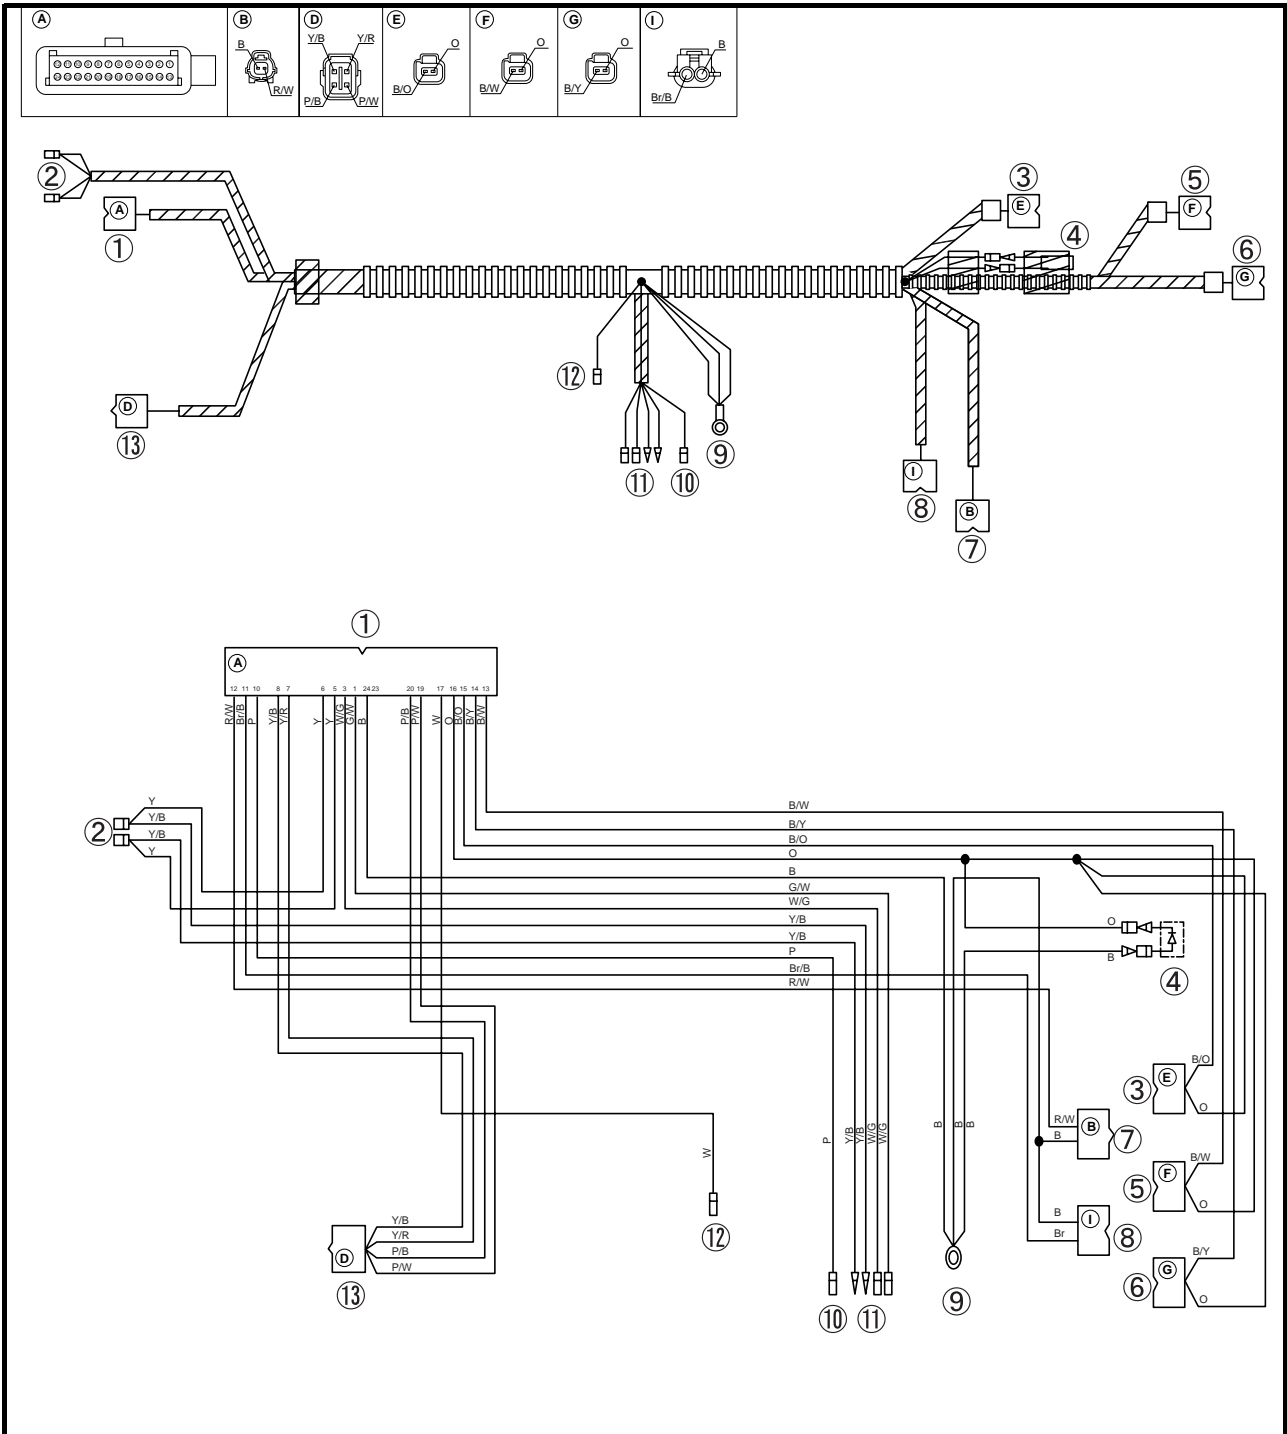 A B D E F G I
B R/W
Y/B Y/R P/B P/W
O B/O
O B/W
O B/Y
B Br/B
② ③ ⑤
A E F
① ④ ⑥
G
⑫
D
⑬ ⑪ ⑩ ⑨
I
⑧
B
⑦
①
A
12 11 10 8 7 6 5 3 1 24 23 20 19 17 16 15 14 13
R/W Br/B P Y/B Y/R Y Y W/G G/W B P/B P/W W O B/O B/Y B/W
② Y
Y/B
Y/B
Y
B/W
B/Y
B/O
O
B
G/W
W/G
Y/B
Y/B
P
Br/B
R/W
O
B
④
B/O
③ E
O
P Y/B Y/B W/G W/G B B B
R/W
B
B ⑦
W
B/W
⑤ F
O
B
Br
I ⑧
⑫
Y/B
Y/R
P/B
P/W
D
⑬
B/Y
⑥ G
O
⑩ ⑪ ⑨